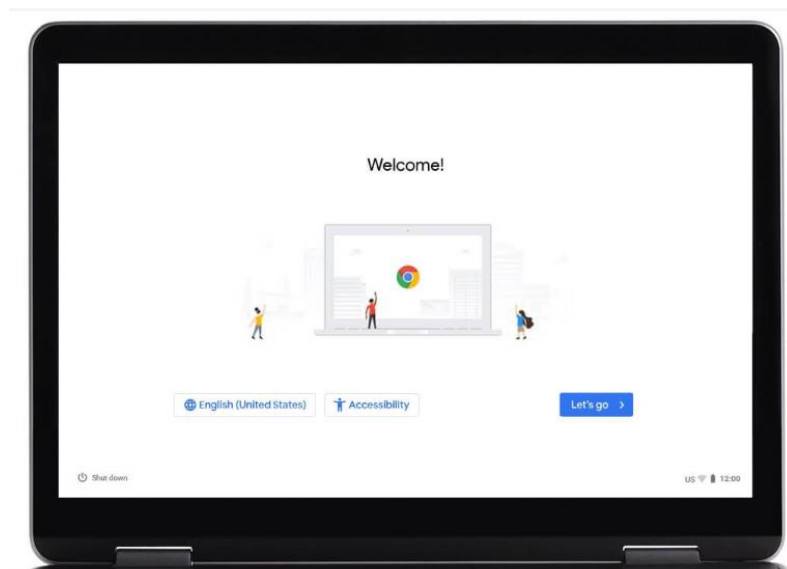 Welcome!
English (United States)
Accessibility
Let's go
Shut down
US 12:00